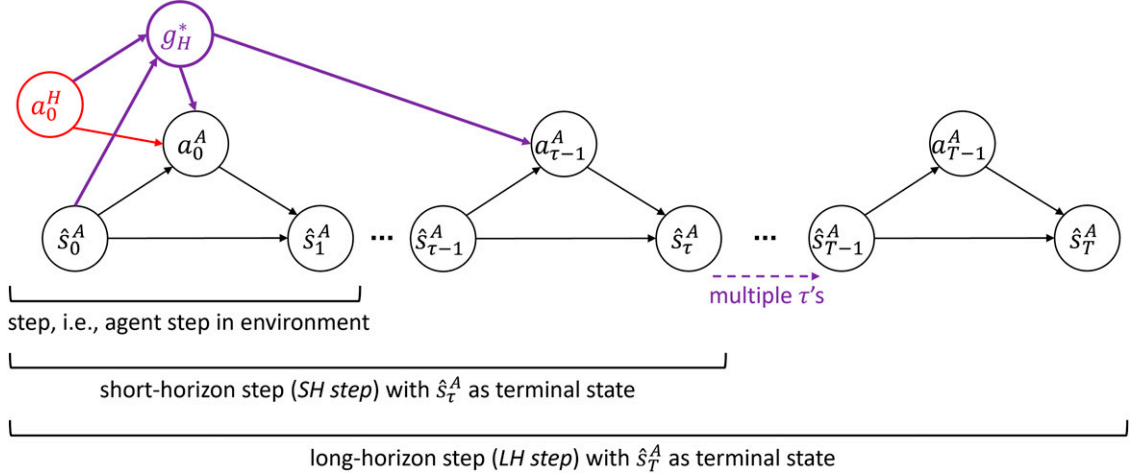 g*_H
a^H_0
a^A_0
a^A_{τ-1}
a^A_{T-1}
ŝ^A_0
ŝ^A_1
...
ŝ^A_{τ-1}
ŝ^A_τ
...
ŝ^A_{T-1}
ŝ^A_T
multiple τ's
step, i.e., agent step in environment
short-horizon step (SH step) with ŝ^A_τ as terminal state
long-horizon step (LH step) with ŝ^A_T as terminal state